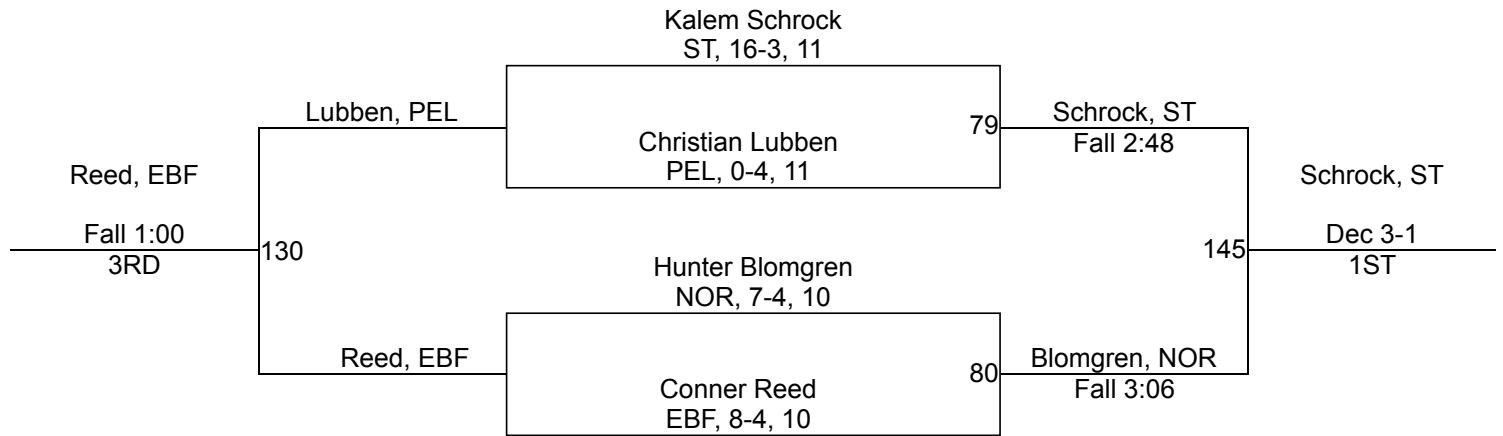 Kalem Schrock
ST, 16-3, 11
Lubben, PEL
79
Schrock, ST
Christian Lubben
Fall 2:48
PEL, 0-4, 11
Reed, EBF
Schrock, ST
Fall 1:00
130
145
Dec 3-1
3RD
1ST
Hunter Blomgren
NOR, 7-4, 10
Reed, EBF
80
Blomgren, NOR
Conner Reed
Fall 3:06
EBF, 8-4, 10